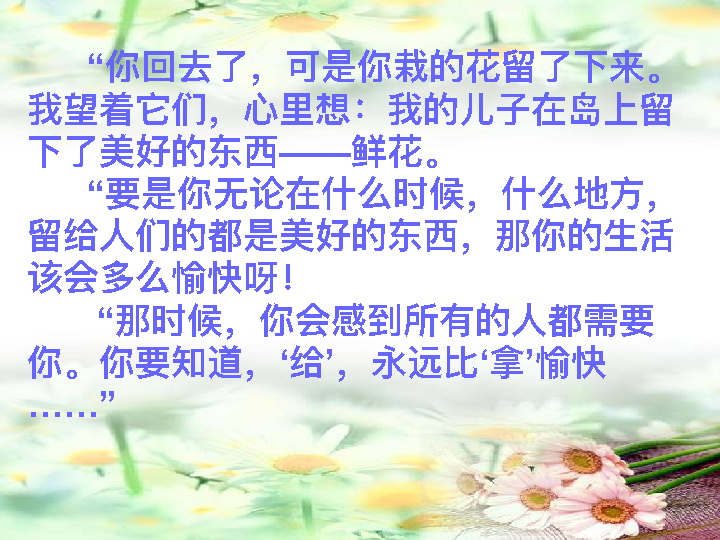 “你回去了，可是你栽的花留了下来。
我望着它们，心里想：我的儿子在岛上留
下了美好的东西——鲜花。
“要是你无论在什么时候，什么地方，
留给人们的都是美好的东西，那你的生活
该会多么愉快呀！
“那时候，你会感到所有的人都需要
你。你要知道，‘给’，永远比‘拿’愉快
……”